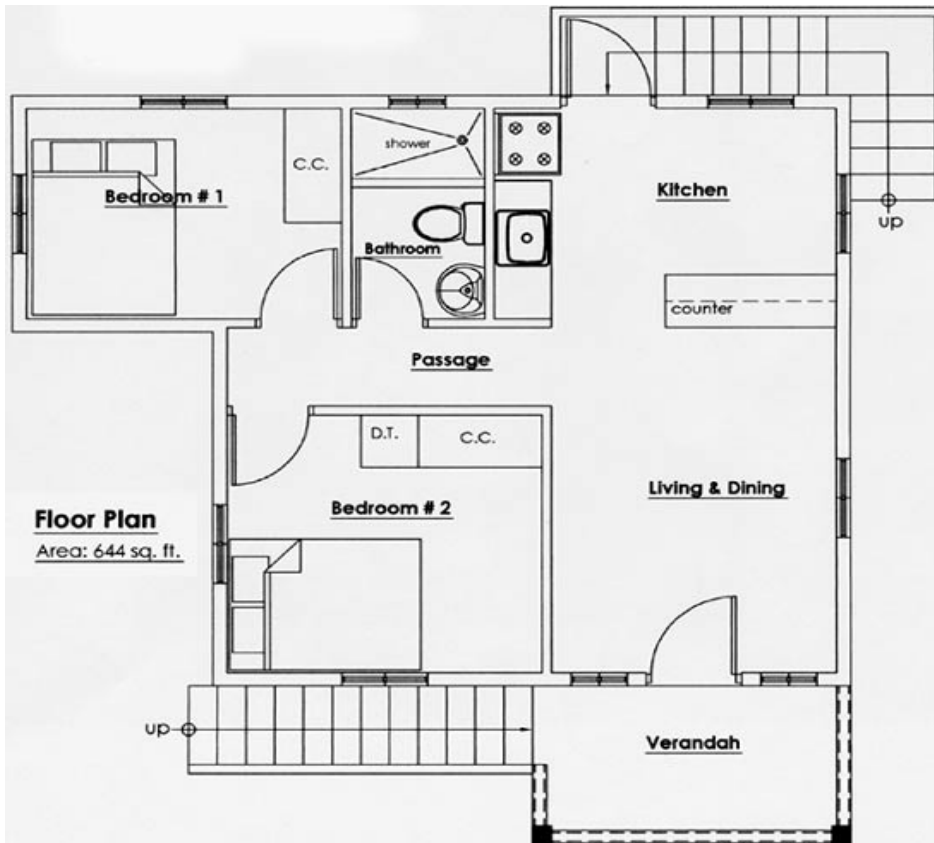 shower
C.C.
Kitchen
Bedroom # 1
up
Bathroom
counter
Passage
D.T.
C.C.
Living & Dining
Bedroom # 2
Floor Plan
Area: 644 sq. ft.
up
Verandah